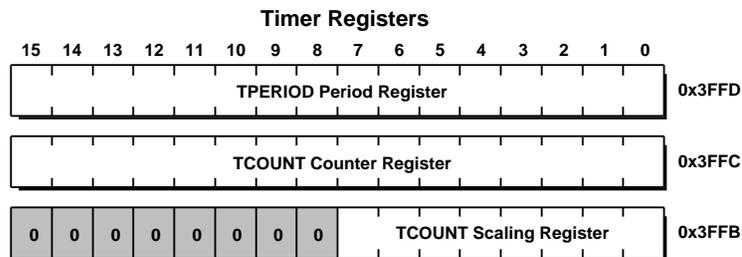 Timer Registers
15 14 13 12 11 10 9 8 7 6 5 4 3 2 1 0
TPERIOD Period Register 0x3FFD
TCOUNT Counter Register 0x3FFC
0 0 0 0 0 0 0 0 TCOUNT Scaling Register 0x3FFB